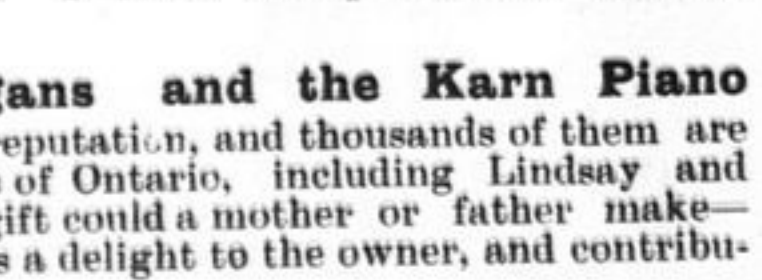 gans and the Karn Piano
eputation, and thousands of them are
of Ontario, including Lindsay and
ift could a mother or father make—
s a delight to the owner, and contribu-